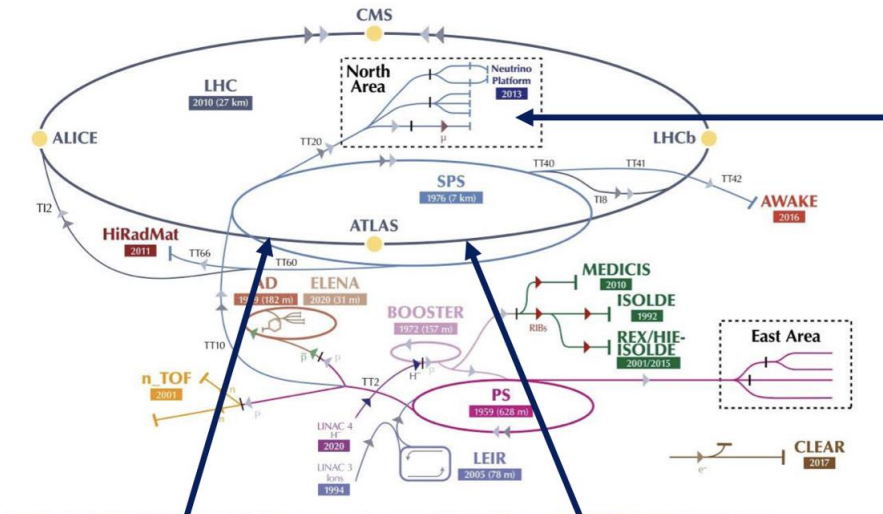 CMS
North
Area
Neutrino
Platform
2013
LHC
2010 (27 km)
μ
ALICE
LHCb
TT20
TT40
TT41
TT42
SPS
1976 (7 km)
TI8
TI2
AWAKE
2016
HiRadMat
2011
ATLAS
TT66
TT60
AD
ELENA
2020 (31 m)
MEDICIS
2010
BOOSTER
1972 (157 m)
ISOLDE
1992
RIBs
REX/HIE-
ISOLDE
2001/2015
East Area
TT10
p
p
H⁻
p
n_TOF
2001
n
p
TT2
PS
1959 (628 m)
LINAC 4
H⁻
2020
LINAC 3
Ions
1994
LEIR
2005 (78 m)
CLEAR
2017
e⁻